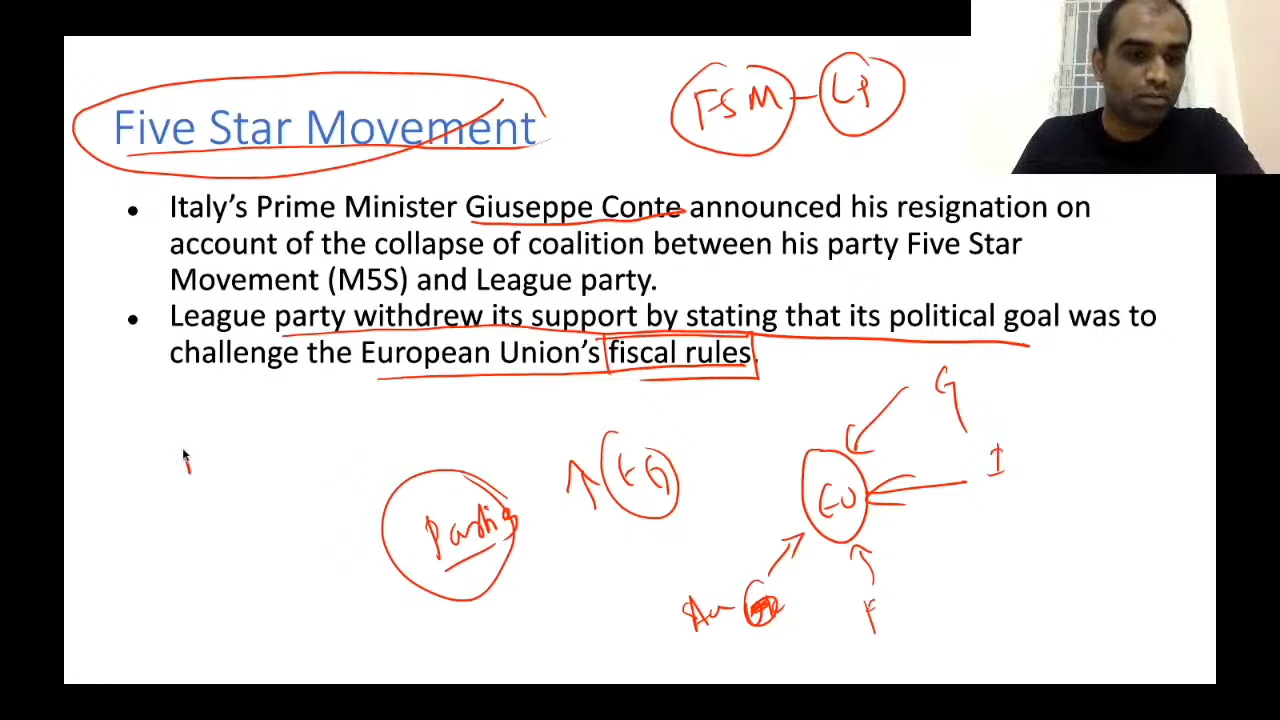 Five Star Movement
FSM - LP
● Italy's Prime Minister Giuseppe Conte announced his resignation on
account of the collapse of coalition between his party Five Star
Movement (M5S) and League party.
● League party withdrew its support by stating that its political goal was to
challenge the European Union's fiscal rules.
G
I
EU
Parties
F